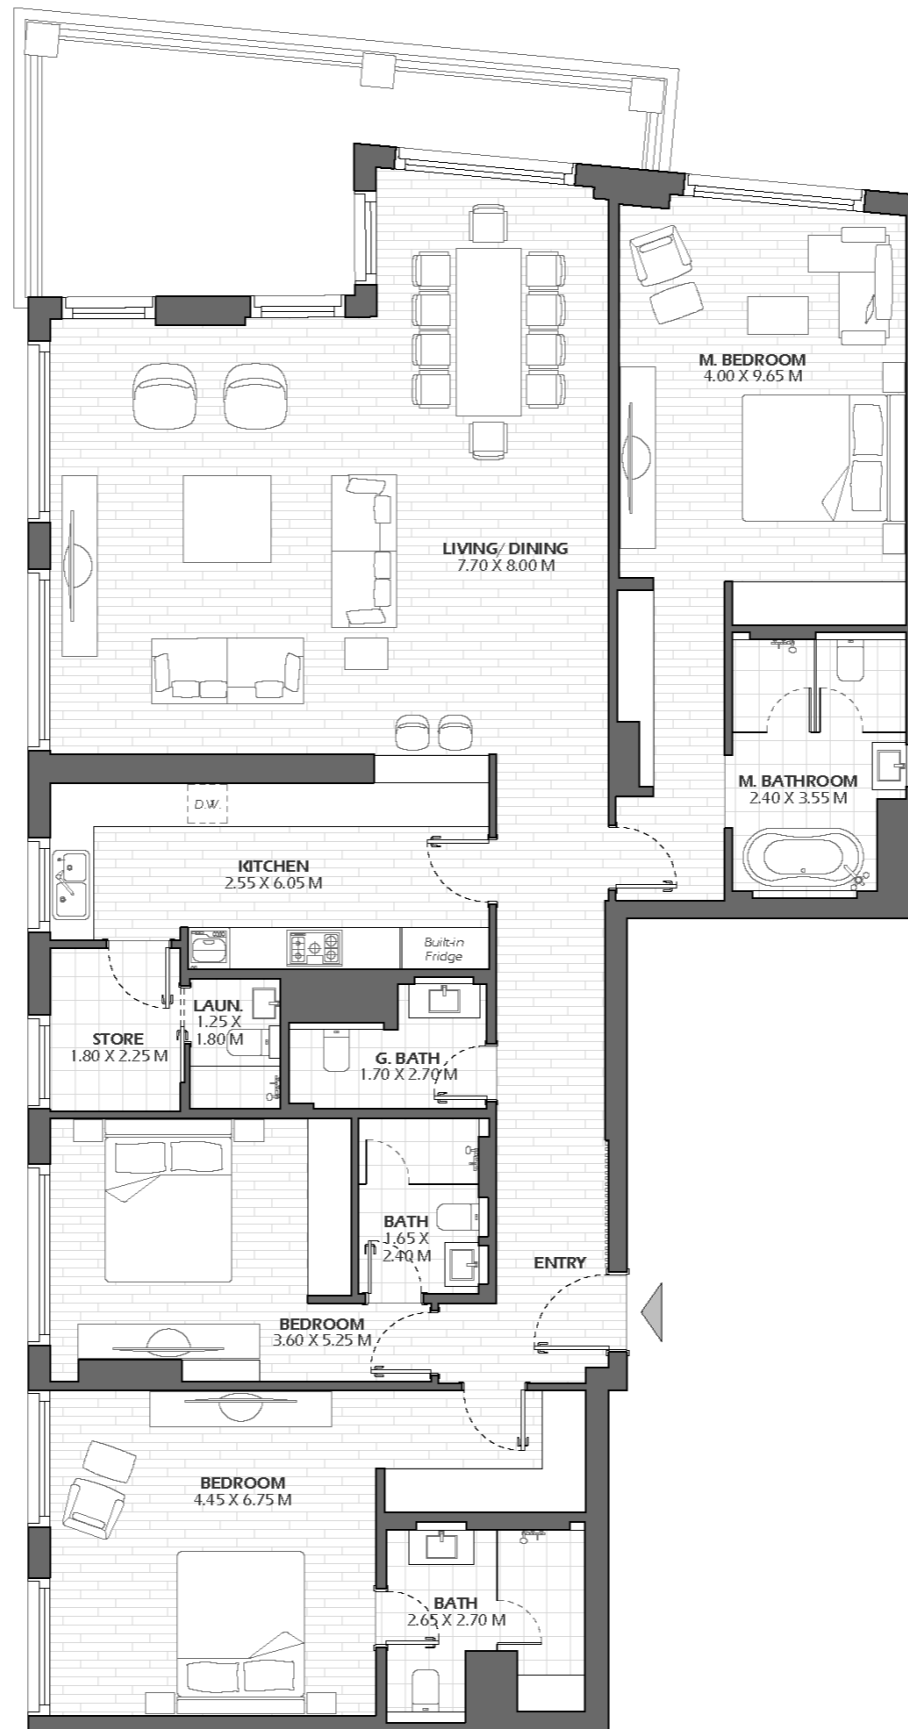 M. BEDROOM
4.00 X 9.65 M
LIVING/ DINING
7.70 X 8.00 M
M. BATHROOM
2.40 X 3.55 M
D.W.
KITCHEN
2.55 X 6.05 M
Built-in
Fridge
LAUN.
1.25 X
1.80 M
STORE
1.80 X 2.25 M
G. BATH
1.70 X 2.70 M
BATH
1.65 X
2.40 M
ENTRY
BEDROOM
3.60 X 5.25 M
BEDROOM
4.45 X 6.75 M
BATH
2.65 X 2.70 M